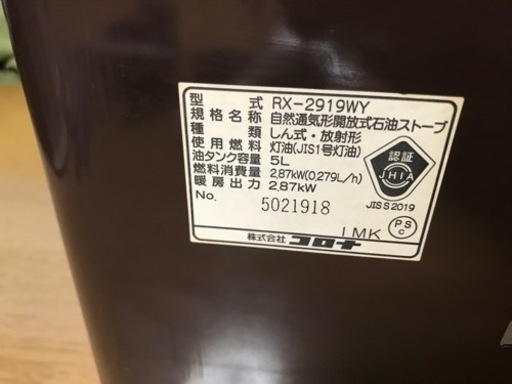 型式 RX-2919WY
規格名称 自然通気形開放式石油ストーブ
種類 しん式・放射形
使用燃料 灯油(JIS1号灯油)
油タンク容量 5L
燃料消費量 2,87kW(0,279L/h)
暖房出力 2,87kW
No. 5021918
認証
JHIA
JIS S 2019
1MK
PS
C
株式会社コロナ